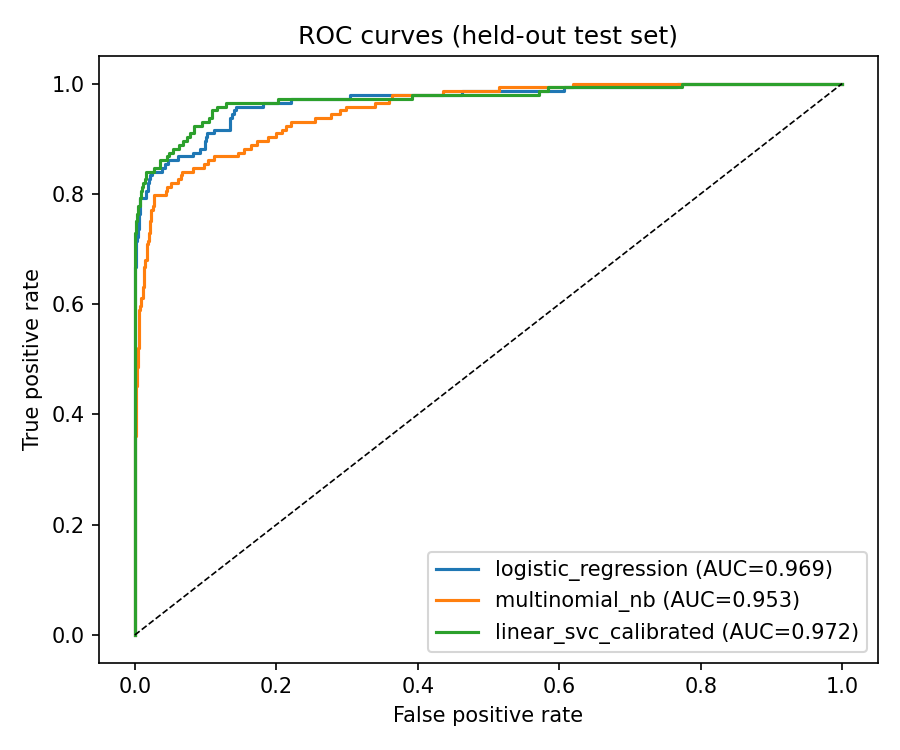 ROC curves (held-out test set)
True positive rate
1.0
0.8
0.6
0.4
0.2
0.0
logistic_regression (AUC=0.969)
multinomial_nb (AUC=0.953)
linear_svc_calibrated (AUC=0.972)
0.0 0.2 0.4 0.6 0.8 1.0
False positive rate